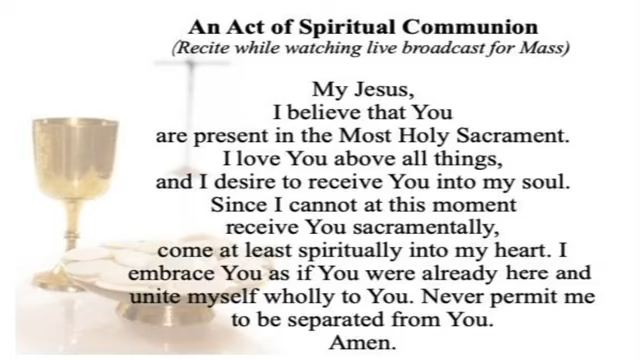 An Act of Spiritual Communion
(Recite while watching live broadcast for Mass)
My Jesus,
I believe that You
are present in the Most Holy Sacrament.
I love You above all things,
and I desire to receive You into my soul.
Since I cannot at this moment
receive You sacramentally,
come at least spiritually into my heart. I
embrace You as if You were already here and
unite myself wholly to You. Never permit me
to be separated from You.
Amen.